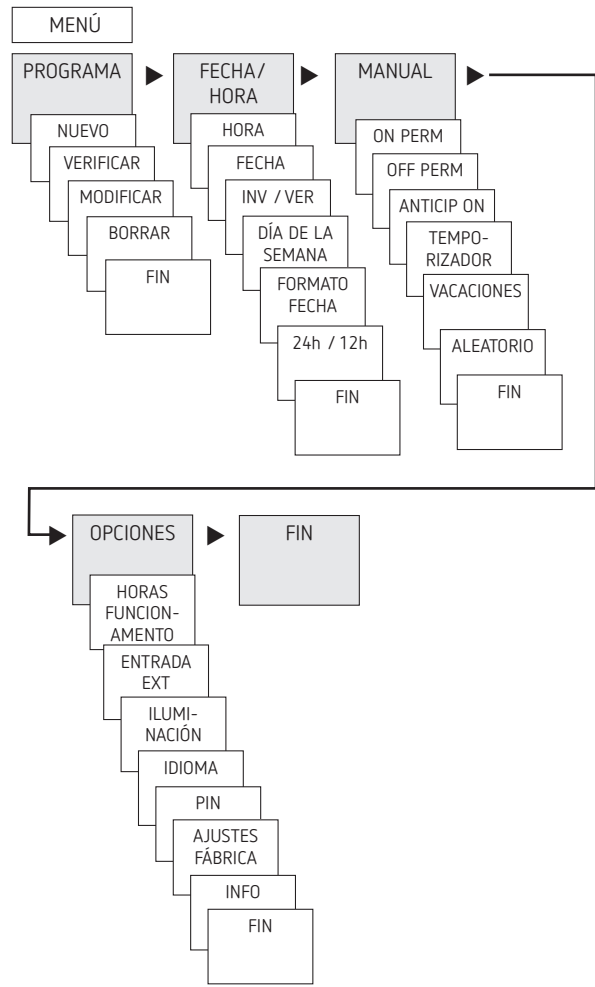 MENÚ
PROGRAMA
NUEVO
VERIFICAR
MODIFICAR
BORRAR
FIN
FECHA/
HORA
HORA
FECHA
INV / VER
DÍA DE LA
SEMANA
FORMATO
FECHA
24h / 12h
FIN
MANUAL
ON PERM
OFF PERM
ANTICIP ON
TEMPO-
RIZADOR
VACACIONES
ALEATORIO
FIN
OPCIONES
HORAS
FUNCION-
AMENTO
ENTRADA
EXT
ILUMI-
NACIÓN
IDIOMA
PIN
AJUSTES
FÁBRICA
INFO
FIN
FIN